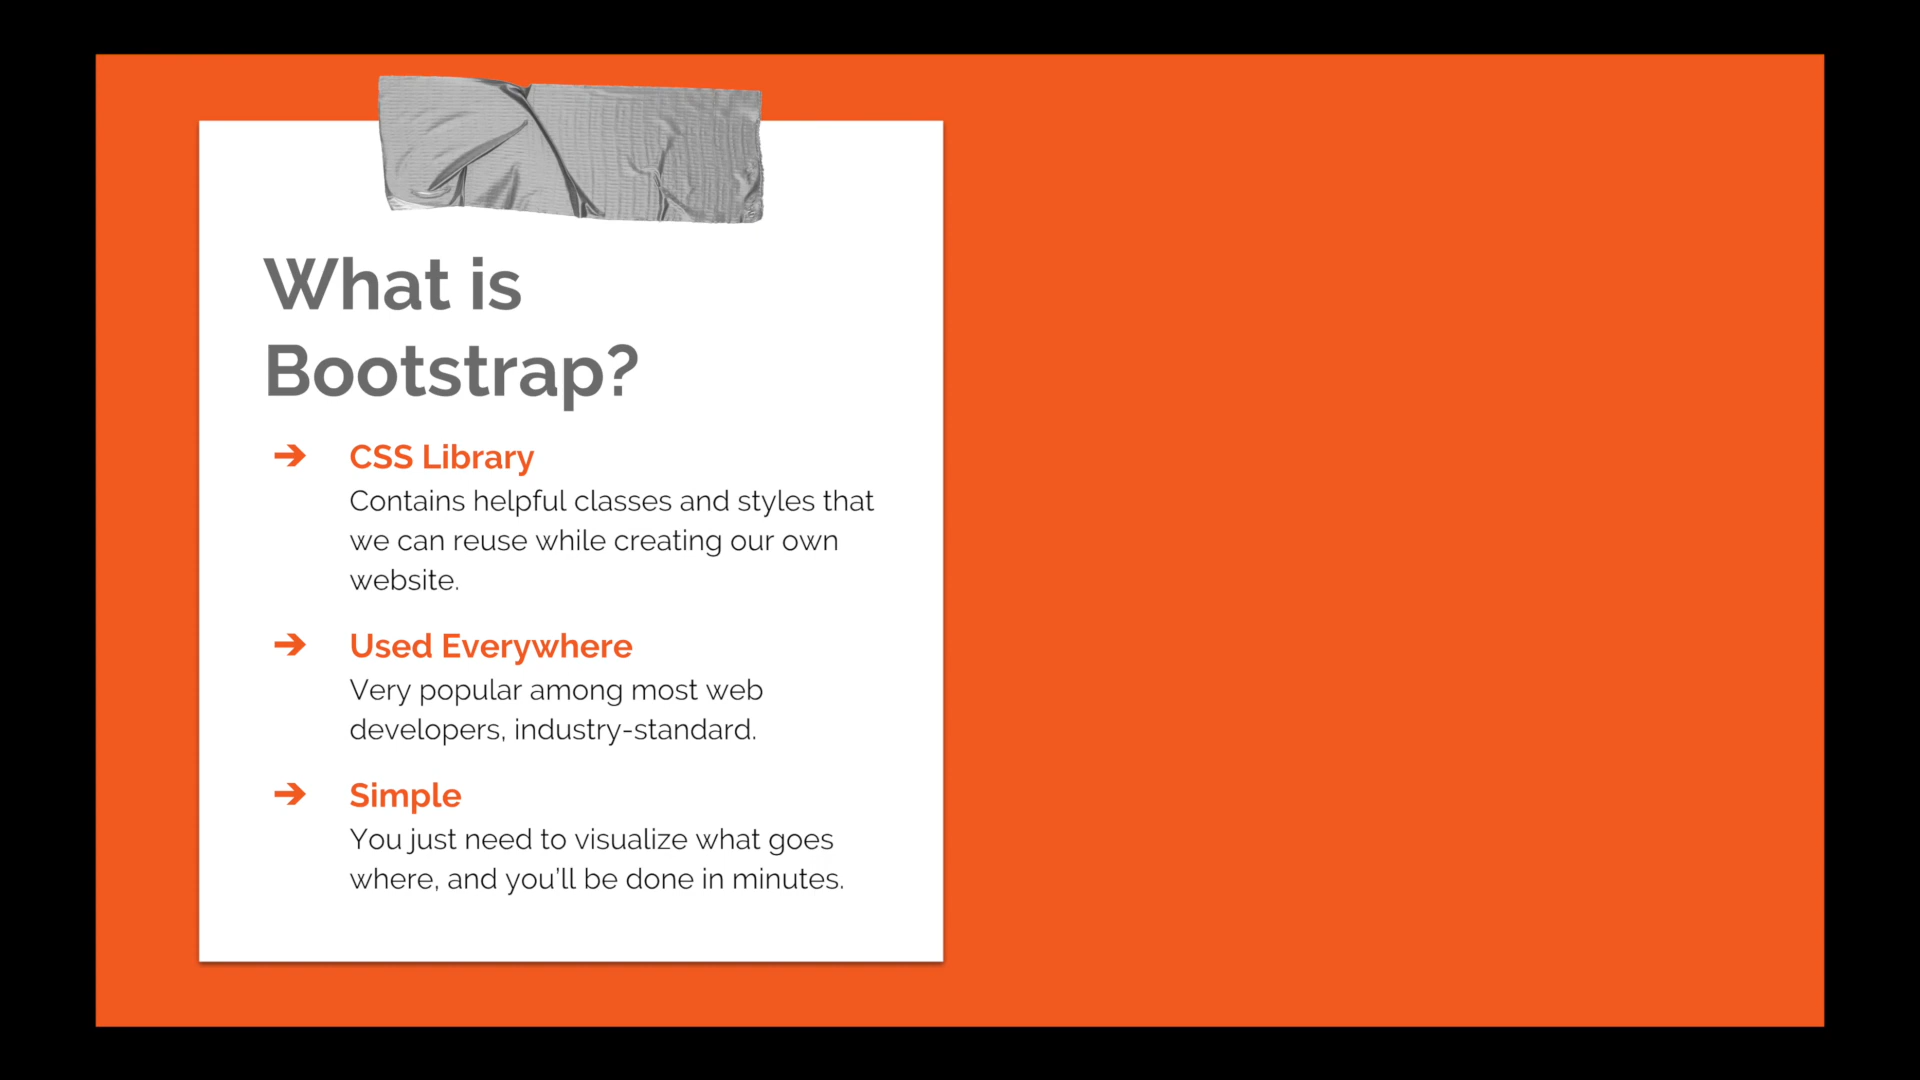 What is
Bootstrap?
➔ CSS Library
Contains helpful classes and styles that
we can reuse while creating our own
website.
➔ Used Everywhere
Very popular among most web
developers, industry-standard.
➔ Simple
You just need to visualize what goes
where, and you’ll be done in minutes.